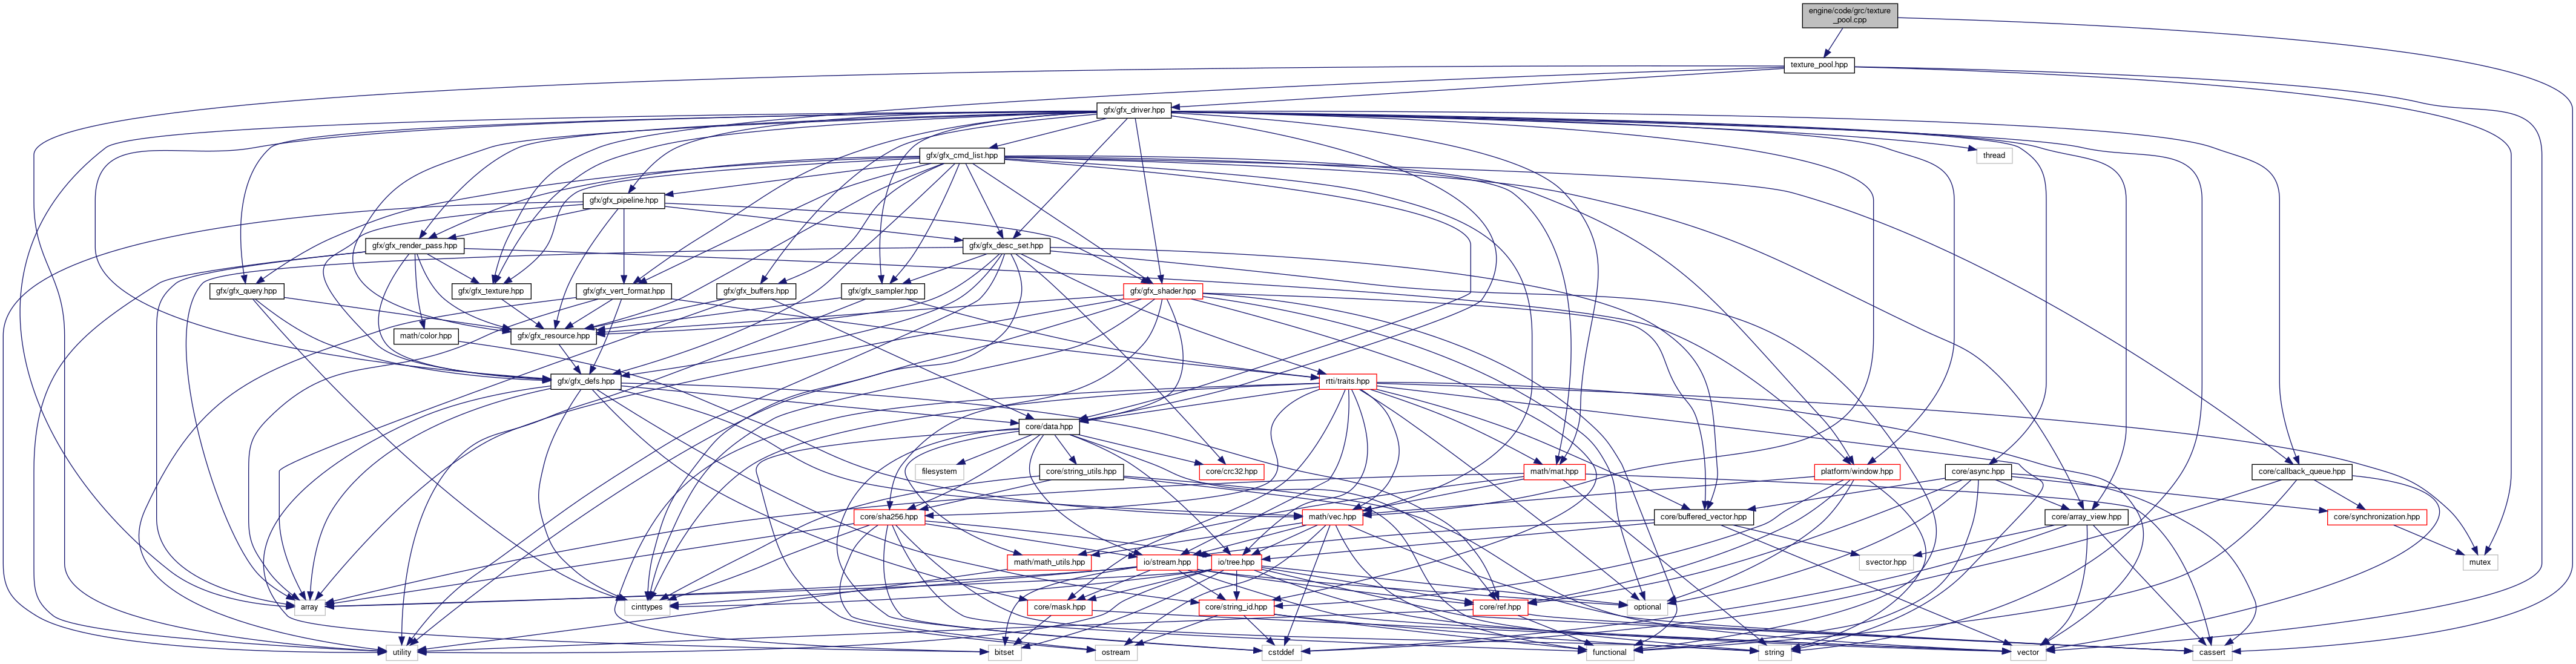 engine/code/grc/texture
_pool.cpp
texture_pool.hpp
gfx/gfx_driver.hpp
gfx/gfx_cmd_list.hpp
thread
gfx/gfx_pipeline.hpp
gfx/gfx_render_pass.hpp
gfx/gfx_desc_set.hpp
gfx/gfx_query.hpp
gfx/gfx_texture.hpp
gfx/gfx_vert_format.hpp
gfx/gfx_buffers.hpp
gfx/gfx_sampler.hpp
gfx/gfx_shader.hpp
math/color.hpp
gfx/gfx_resource.hpp
gfx/gfx_defs.hpp
rtti/traits.hpp
core/data.hpp
filesystem
core/string_utils.hpp
core/crc32.hpp
math/mat.hpp
platform/window.hpp
core/async.hpp
core/callback_queue.hpp
core/sha256.hpp
math/vec.hpp
core/buffered_vector.hpp
core/array_view.hpp
core/synchronization.hpp
math/math_utils.hpp
io/stream.hpp
io/tree.hpp
svector.hpp
mutex
array
cinttypes
core/mask.hpp
core/string_id.hpp
core/ref.hpp
optional
utility
bitset
ostream
cstddef
functional
string
vector
cassert